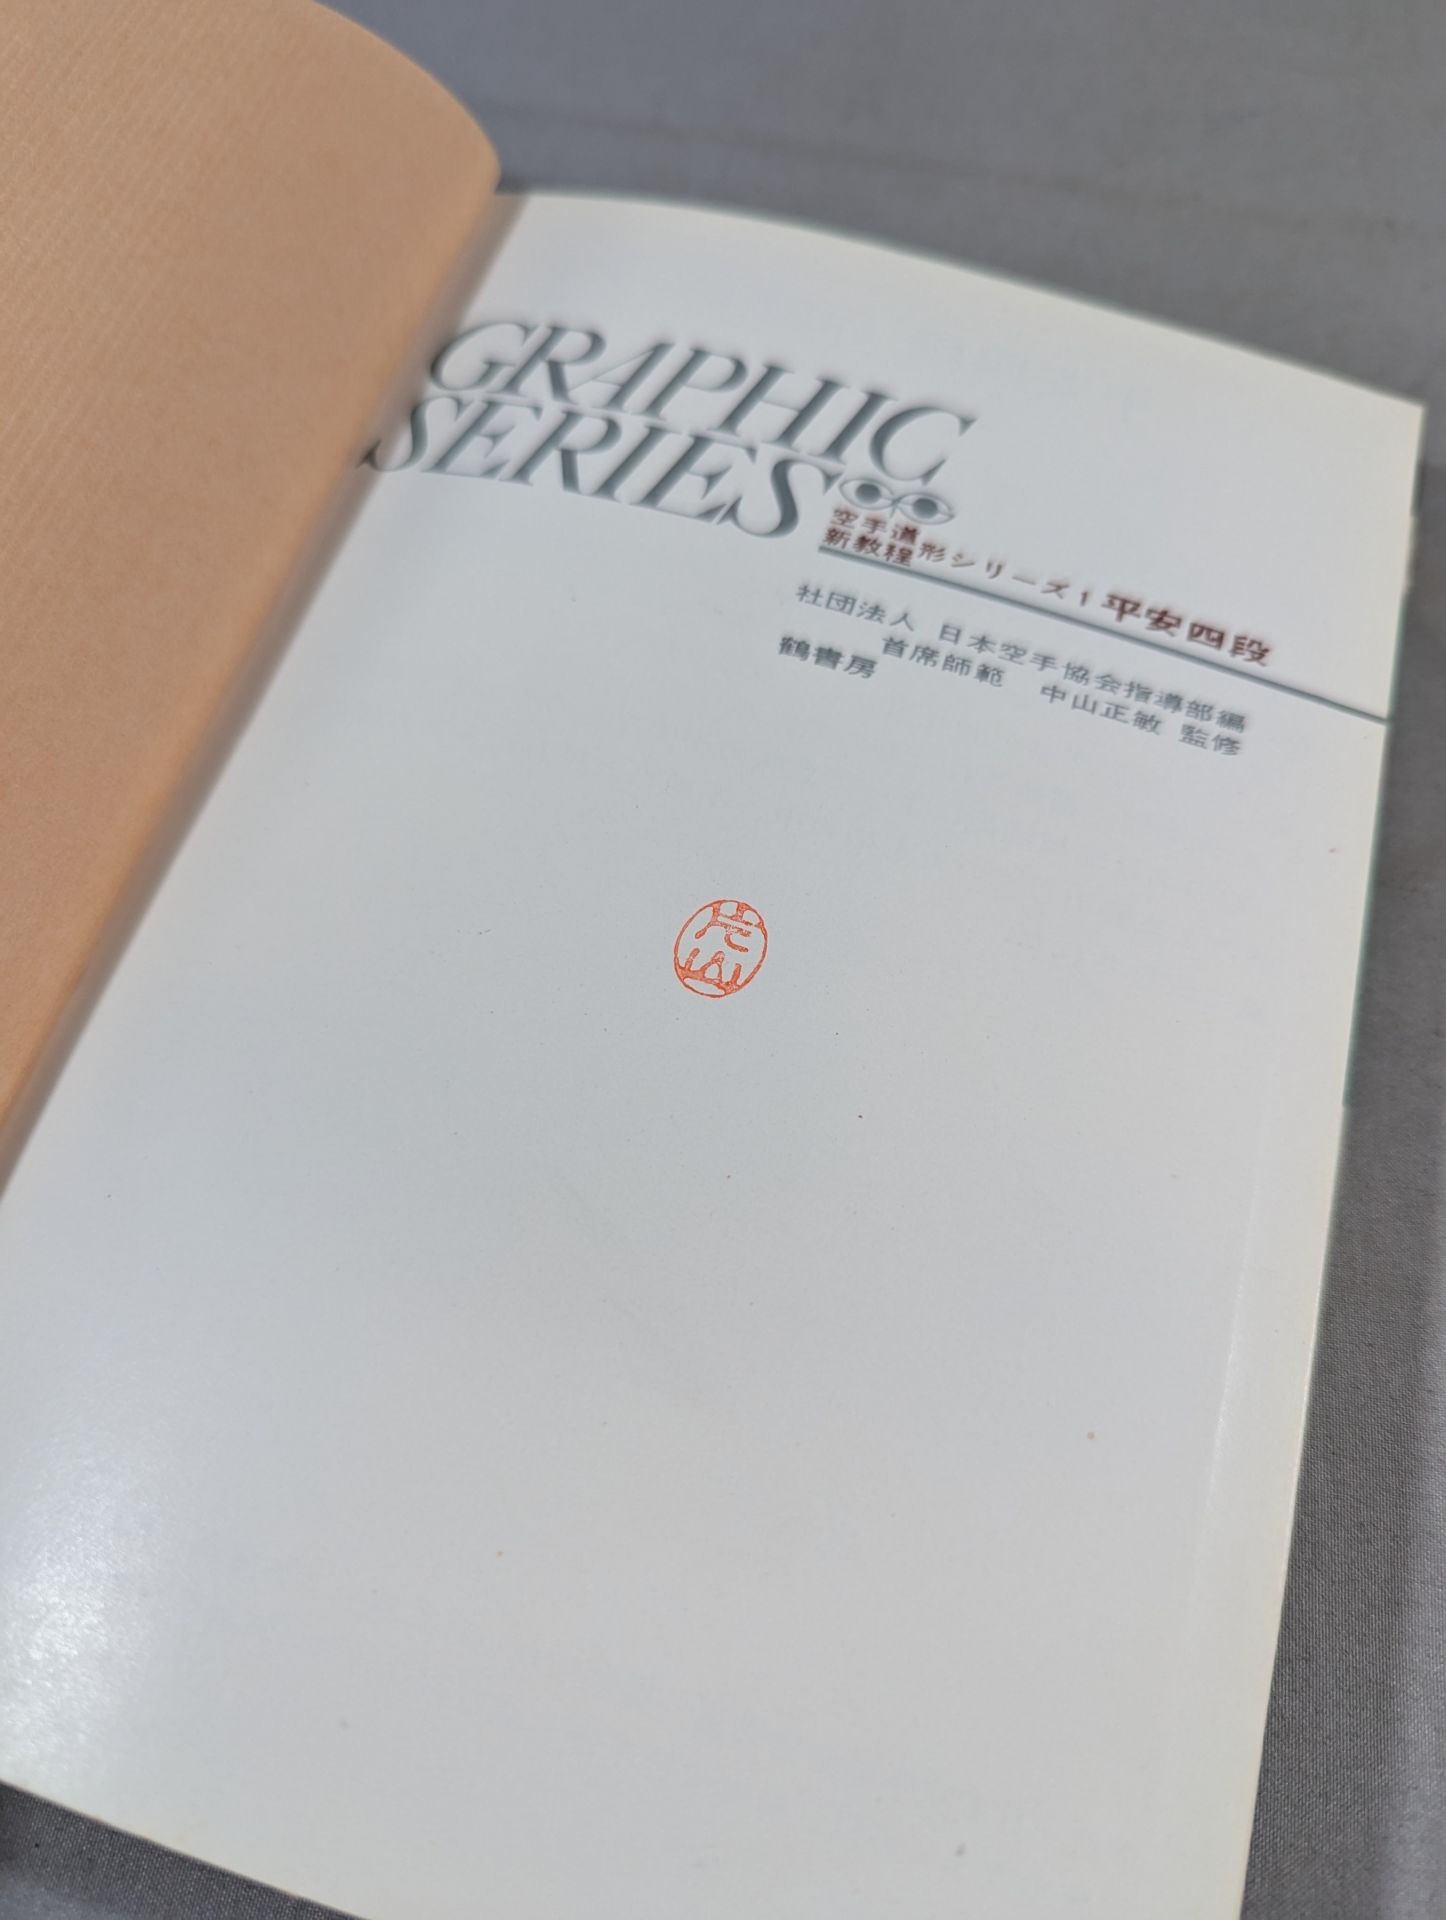 GRAPHIC
SERIES
空手道
新教程
形シリーズ1 平安四段
社団法人 日本空手協会指導部編
首席師範 中山正敏 監修
鶴書房